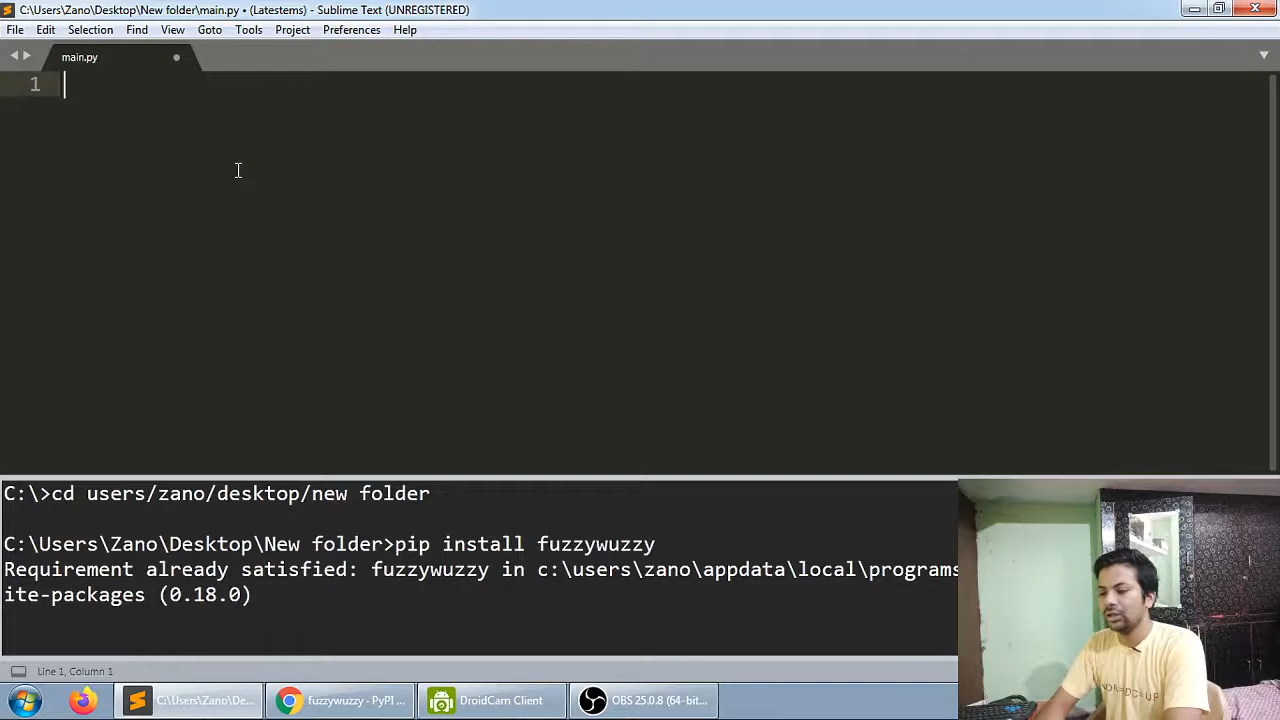 C:\Users\Zano\Desktop\New folder\main.py • (Latestems) - Sublime Text (UNREGISTERED)
File Edit Selection Find View Goto Tools Project Preferences Help
main.py
1
C:\>cd users/zano/desktop/new folder
C:\Users\Zano\Desktop\New folder>pip install fuzzywuzzy
Requirement already satisfied: fuzzywuzzy in c:\users\zano\appdata\local\programs
ite-packages (0.18.0)
Line 1, Column 1
C:\Users\Zano\De... fuzzywuzzy · PyPI ... DroidCam Client OBS 25.0.8 (64-bit...